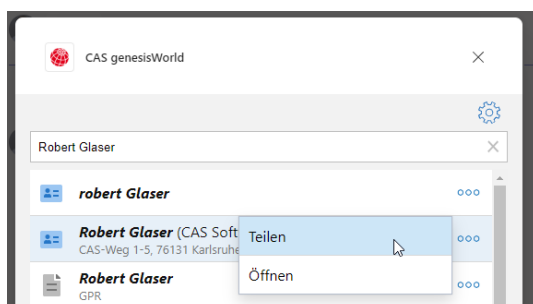 CAS genesisWorld
Robert Glaser
robert Glaser
Robert Glaser (CAS Soft
CAS-Weg 1-5, 76131 Karlsruhe
Teilen
Öffnen
Robert Glaser
GPR